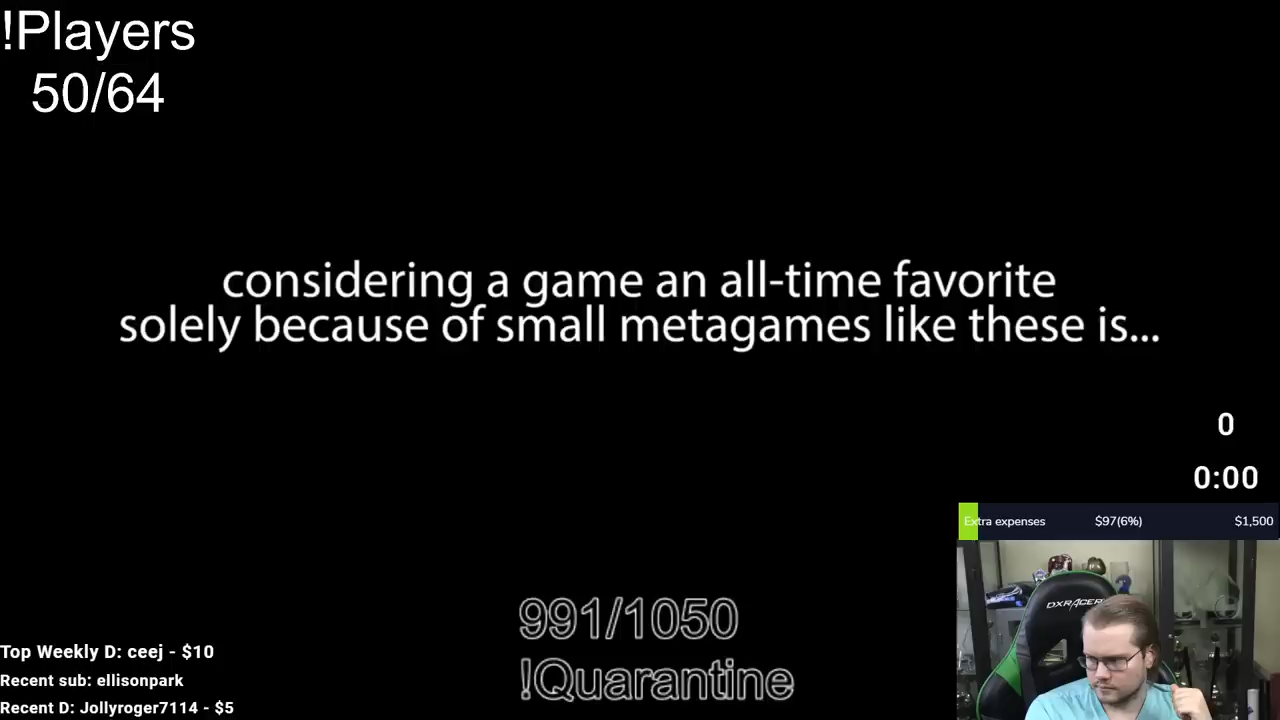 !Players
50/64
considering a game an all-time favorite
solely because of small metagames like these is...
0
0:00
Extra expenses $97(6%) $1,500
DXRACER
991/1050
!Quarantine
Top Weekly D: ceej - $10
Recent sub: ellisonpark
Recent D: Jollyroger7114 - $5